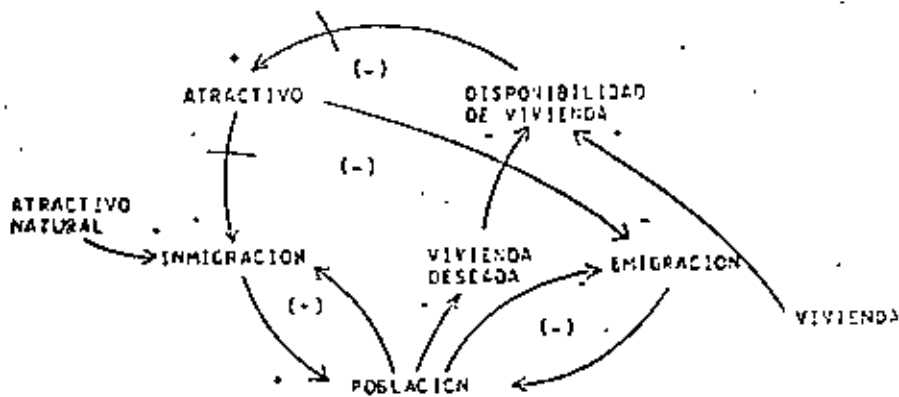 (-)
ATRACTIVO
DISPONIBILIDAD
DE VIVIENDA
(-)
ATRACTIVO
NATURAL
INMIGRACION
VIVIENDA
DESEADA
EMIGRACION
(+)
(-)
VIVIENDA
POBLACION